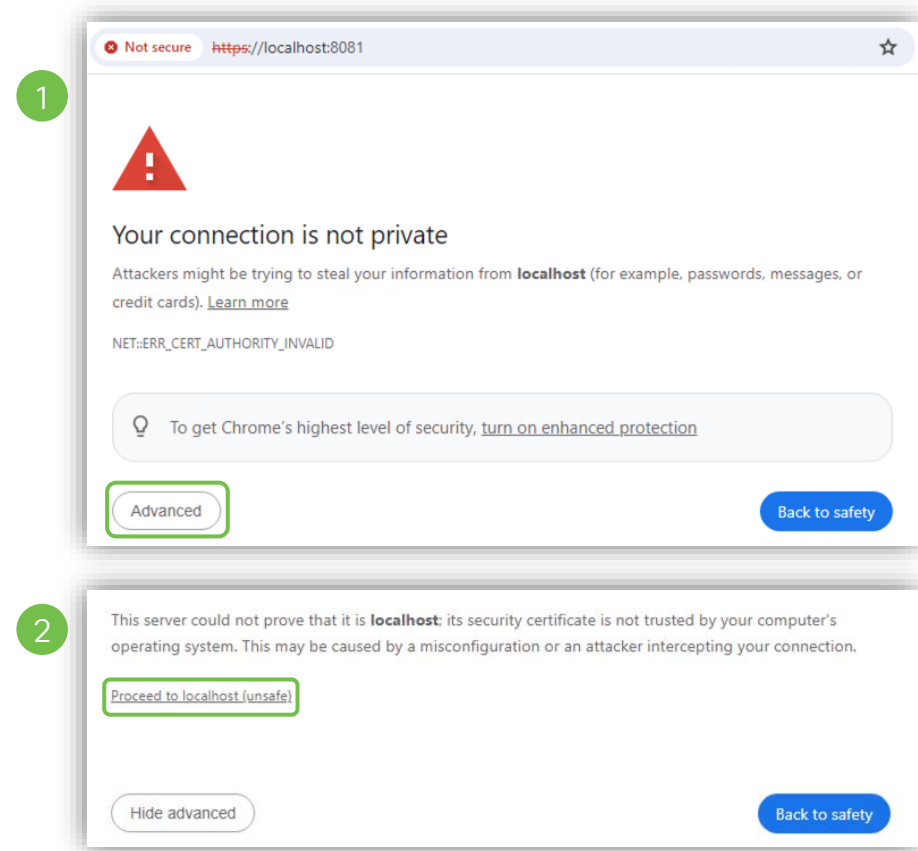 Not secure https://localhost:8081
1
Your connection is not private
Attackers might be trying to steal your information from localhost (for example, passwords, messages, or
credit cards). Learn more
NET::ERR_CERT_AUTHORITY_INVALID
To get Chrome's highest level of security, turn on enhanced protection
Advanced Back to safety
2
This server could not prove that it is localhost; its security certificate is not trusted by your computer's
operating system. This may be caused by a misconfiguration or an attacker intercepting your connection.
Proceed to localhost (unsafe)
Hide advanced Back to safety